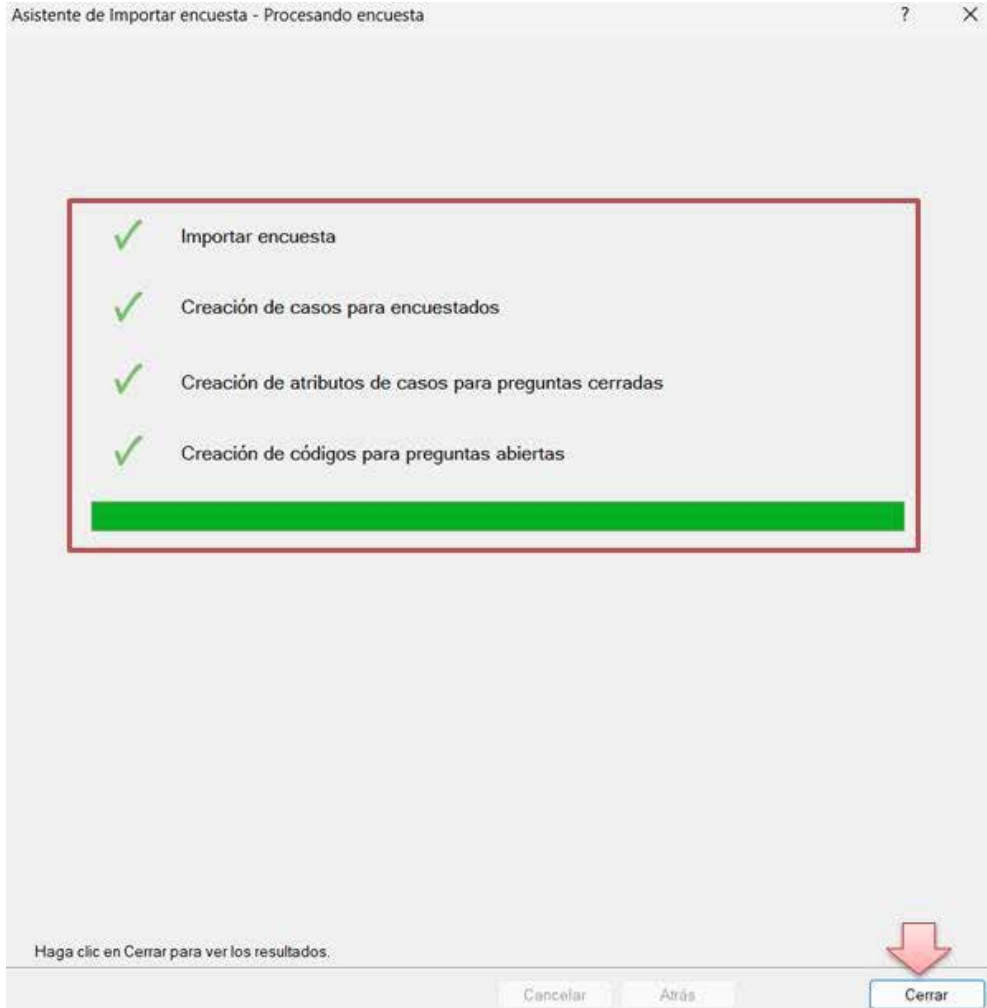 Asistente de Importar encuesta - Procesando encuesta
?
Importar encuesta
Creación de casos para encuestados
Creación de atributos de casos para preguntas cerradas
Creación de códigos para preguntas abiertas
Haga clic en Cerrar para ver los resultados.
Cancelar
Atrás
Cerrar